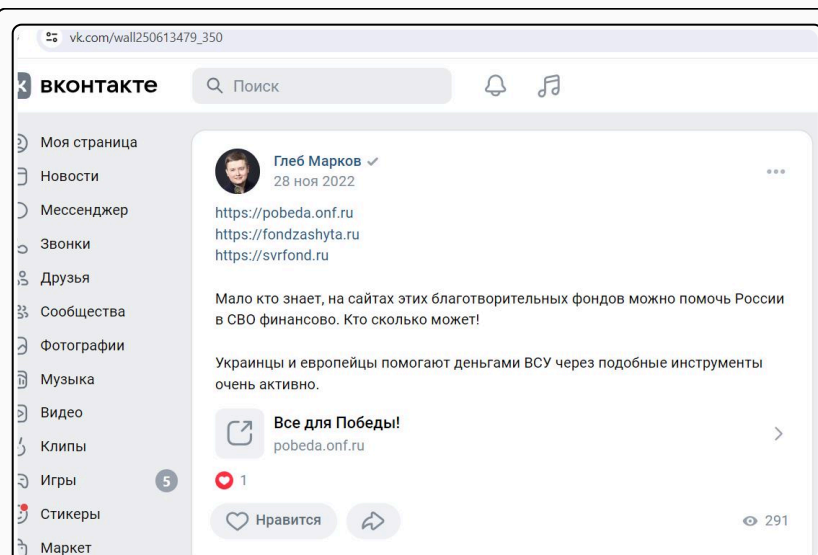 vk.com/wall250613479_350
вконтакте
Поиск
Моя страница
Новости
Мессенджер
Звонки
Друзья
Сообщества
Фотографии
Музыка
Видео
Клипы
Игры
5
Стикеры
Маркет
Глеб Марков
28 ноя 2022
https://pobeda.onf.ru
https://fondzashyta.ru
https://svrfond.ru
Мало кто знает, на сайтах этих благотворительных фондов можно помочь России
в СВО финансово. Кто сколько может!
Украинцы и европейцы помогают деньгами ВСУ через подобные инструменты
очень активно.
Все для Победы!
pobeda.onf.ru
1
Нравится
291